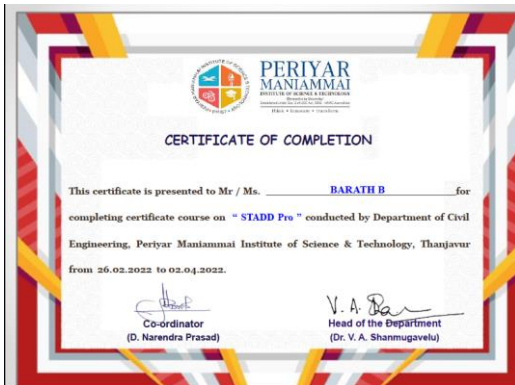 PERIYAR
MANIAMMAI
INSTITUTE OF SCIENCE & TECHNOLOGY
CERTIFICATE OF COMPLETION
This certificate is presented to Mr / Ms. BARATH B for
completing certificate course on “ STADD Pro ” conducted by Department of Civil
Engineering, Periyar Maniammai Institute of Science & Technology, Thanjavur
from 26.02.2022 to 02.04.2022.
V. A.
Co-ordinator
(D. Narendra Prasad)
Head of the Department
(Dr. V. A. Shanmugavelu)